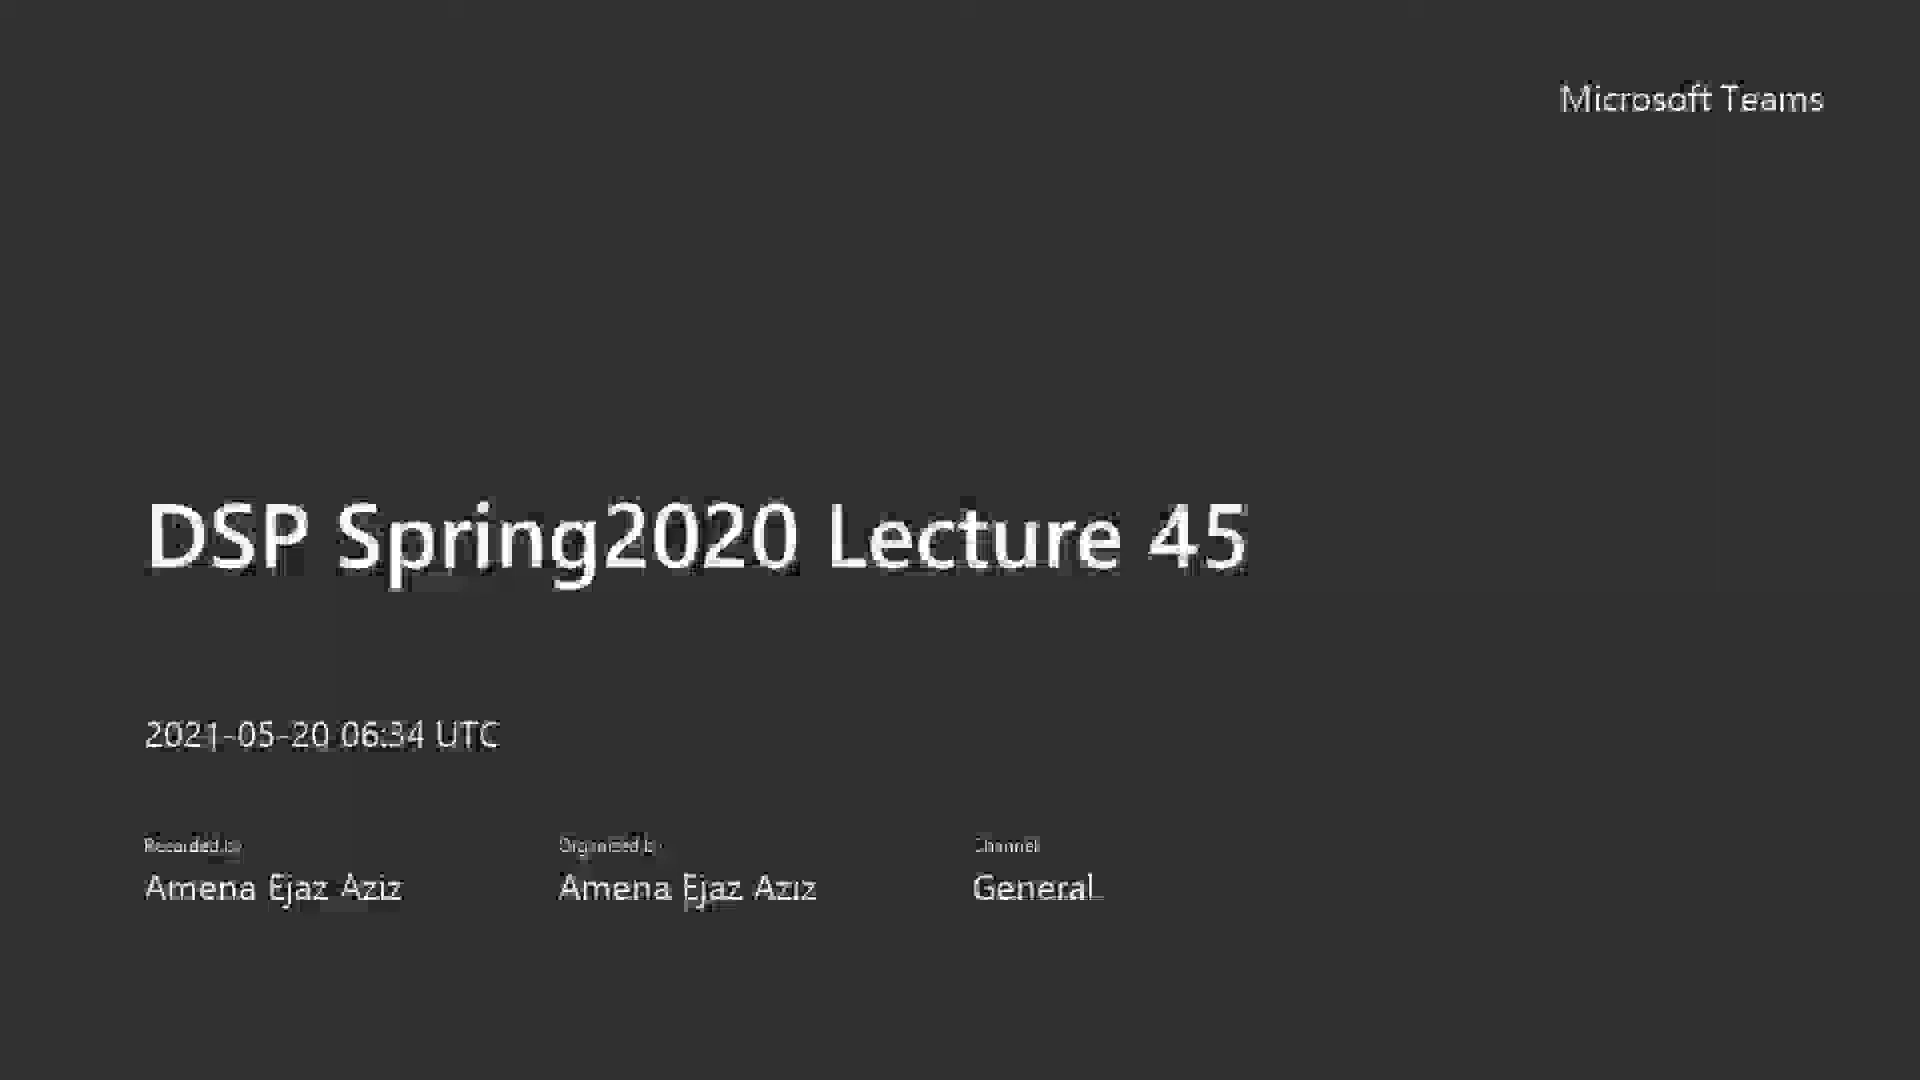 Microsoft Teams
DSP Spring2020 Lecture 45
2021-05-20 06:34 UTC
Recorded by
Organized by
Channel
Amena Ejaz Aziz
Amena Ejaz Aziz
General